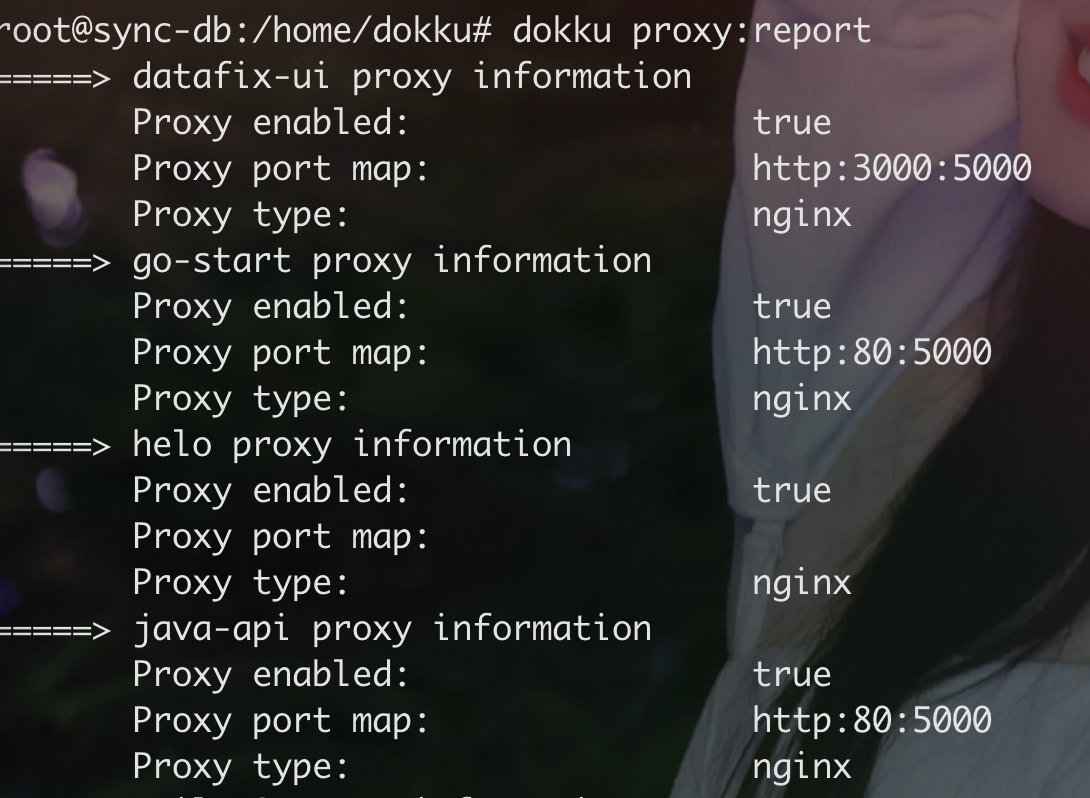 root@sync-db:/home/dokku# dokku proxy:report
=====> datafix-ui proxy information
Proxy enabled: true
Proxy port map: http:3000:5000
Proxy type: nginx
=====> go-start proxy information
Proxy enabled: true
Proxy port map: http:80:5000
Proxy type: nginx
=====> helo proxy information
Proxy enabled: true
Proxy port map:
Proxy type: nginx
=====> java-api proxy information
Proxy enabled: true
Proxy port map: http:80:5000
Proxy type: nginx